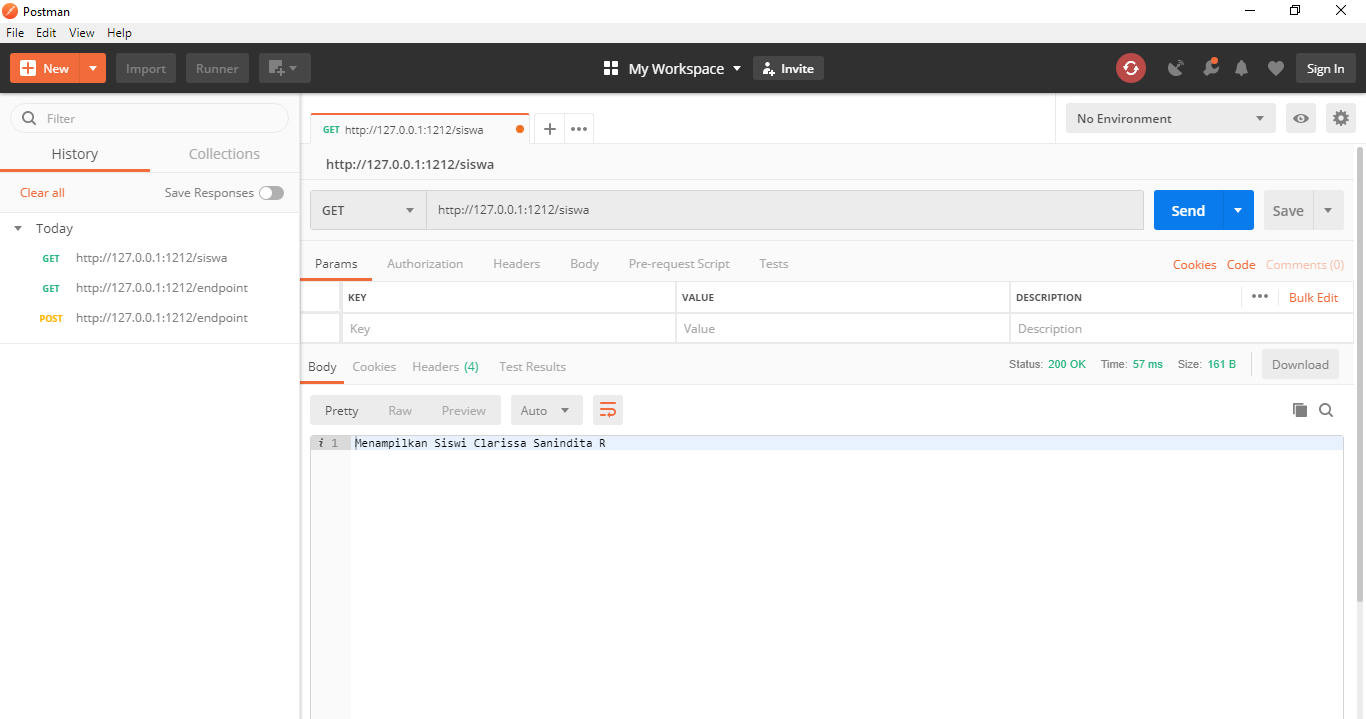 Postman
File Edit View Help
New Import Runner My Workspace Invite Sign In
Filter
History Collections
Clear all Save Responses
Today
GET http://127.0.0.1:1212/siswa
GET http://127.0.0.1:1212/endpoint
POST http://127.0.0.1:1212/endpoint
GET http://127.0.0.1:1212/siswa No Environment
http://127.0.0.1:1212/siswa
GET http://127.0.0.1:1212/siswa Send Save
Params Authorization Headers Body Pre-request Script Tests Cookies Code Comments (0)
KEY VALUE DESCRIPTION Bulk Edit
Key Value Description
Body Cookies Headers (4) Test Results Status: 200 OK Time: 57 ms Size: 161 B Download
Pretty Raw Preview Auto
i 1 Menampilkan Siswi Clarissa Sanindita R